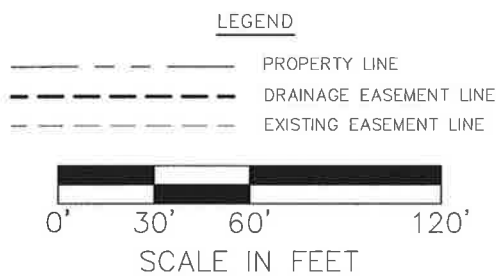 LEGEND
PROPERTY LINE
DRAINAGE EASEMENT LINE
EXISTING EASEMENT LINE
0' 30' 60' 120'
SCALE IN FEET